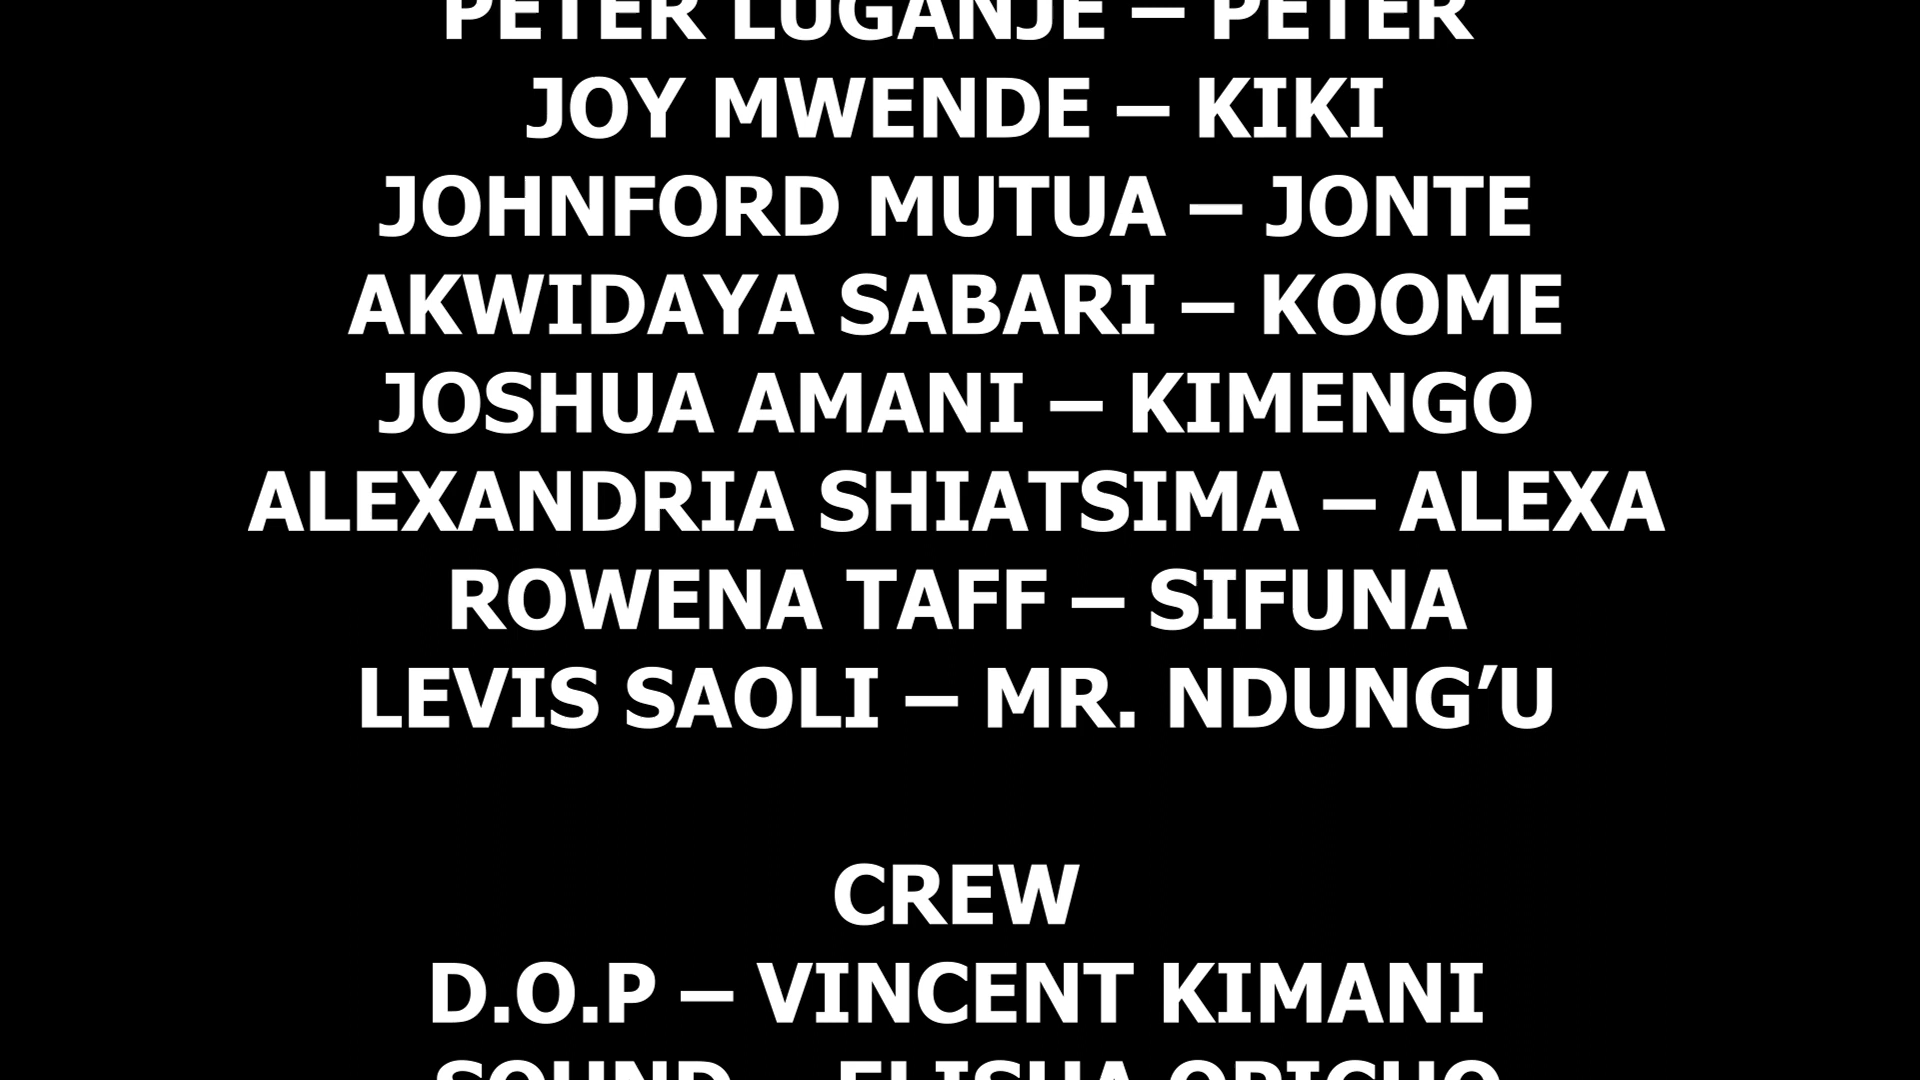 PETER LUGANJE – PETER
JOY MWENDE – KIKI
JOHNFORD MUTUA – JONTE
AKWIDAYA SABARI – KOOME
JOSHUA AMANI – KIMENGO
ALEXANDRIA SHIATSIMA – ALEXA
ROWENA TAFF – SIFUNA
LEVIS SAOLI – MR. NDUNG’U
CREW
D.O.P – VINCENT KIMANI
SOUND – ELISHA